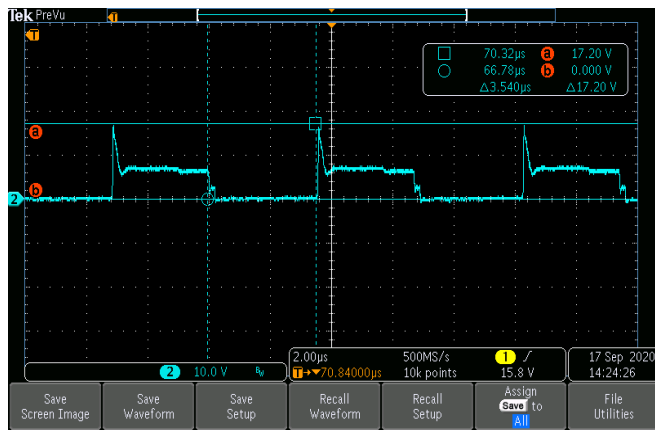 Tek PreVu
T
T
70.32µs a 17.20 V
66.78µs b 0.000 V
Δ3.540µs Δ17.20 V
a
b
2
2 10.0 V BW
2.00µs 500MS/s 1 15.8 V
T→▼70.84000µs 10k points
17 Sep 2020
14:24:26
Save
Screen Image
Save
Waveform
Save
Setup
Recall
Waveform
Recall
Setup
Assign
Save to
All
File
Utilities